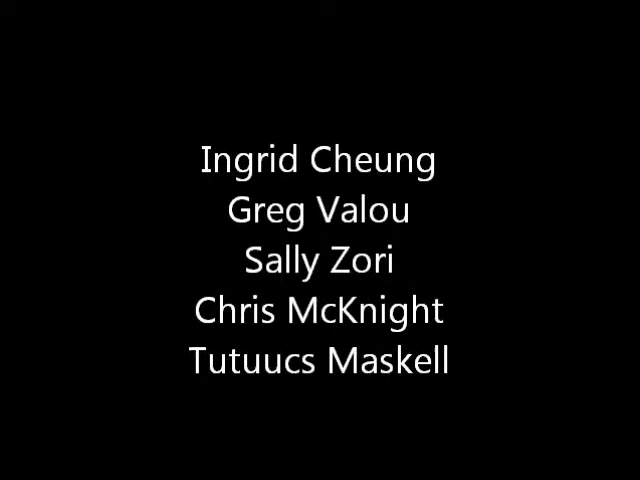 Ingrid Cheung
Greg Valou
Sally Zori
Chris McKnight
Tutuucs Maskell